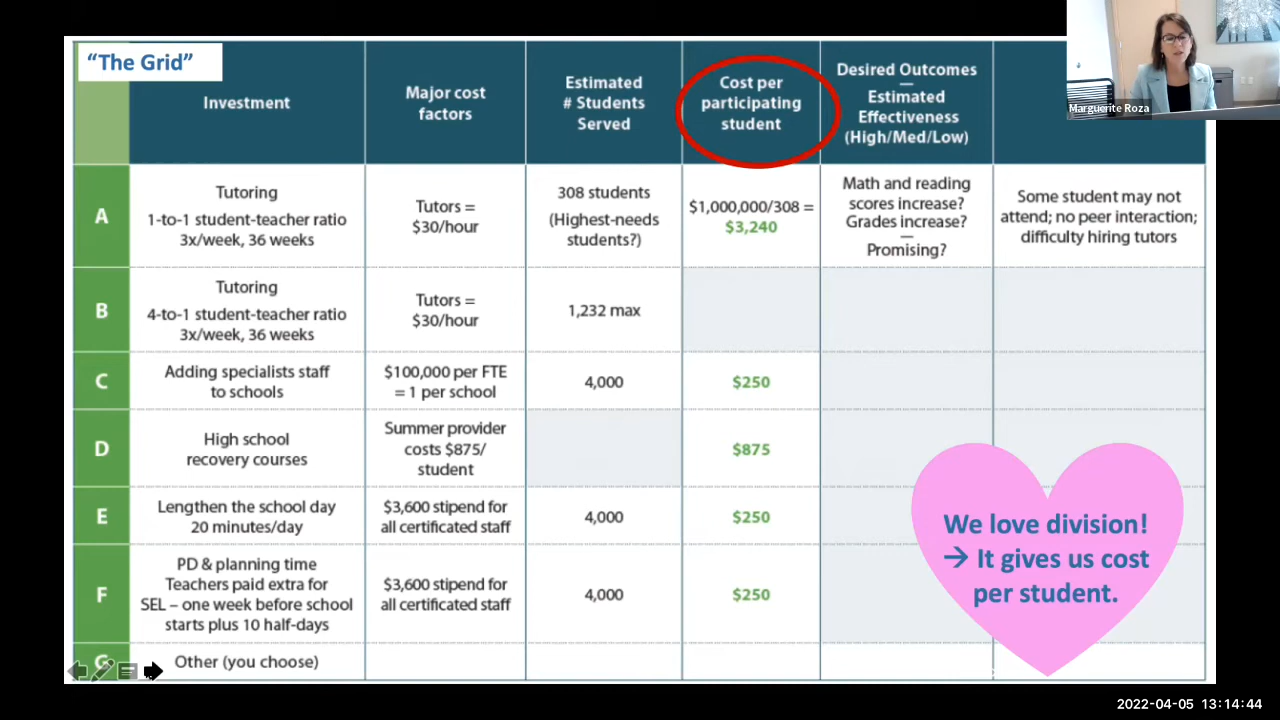 “The Grid”
Investment
Major cost
factors
Estimated
# Students
Served
Cost per
participating
student
Desired Outcomes
—
Estimated
Effectiveness
(High/Med/Low)
Marguerite Roza
A
Tutoring
1-to-1 student-teacher ratio
3x/week, 36 weeks
Tutors =
$30/hour
308 students
(Highest-needs
students?)
$1,000,000/308 =
$3,240
Math and reading
scores increase?
Grades increase?
—
Promising?
Some student may not
attend; no peer interaction;
difficulty hiring tutors
B
Tutoring
4-to-1 student-teacher ratio
3x/week, 36 weeks
Tutors =
$30/hour
1,232 max
C
Adding specialists staff
to schools
$100,000 per FTE
= 1 per school
4,000
$250
D
High school
recovery courses
Summer provider
costs $875/
student
$875
E
Lengthen the school day
20 minutes/day
$3,600 stipend for
all certificated staff
4,000
$250
F
PD & planning time
Teachers paid extra for
SEL – one week before school
starts plus 10 half-days
$3,600 stipend for
all certificated staff
4,000
$250
G
Other (you choose)
We love division!
→ It gives us cost
per student.
2022-04-05 13:14:44